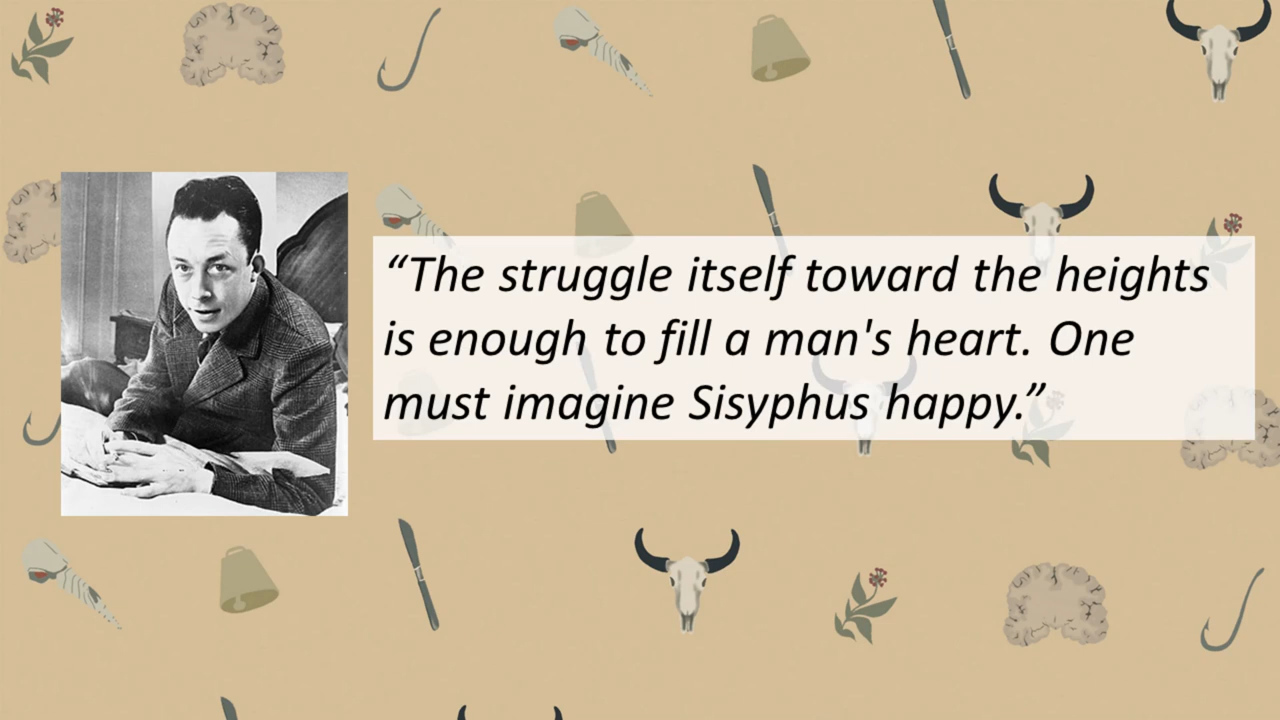 “The struggle itself toward the heights
is enough to fill a man's heart. One
must imagine Sisyphus happy.”